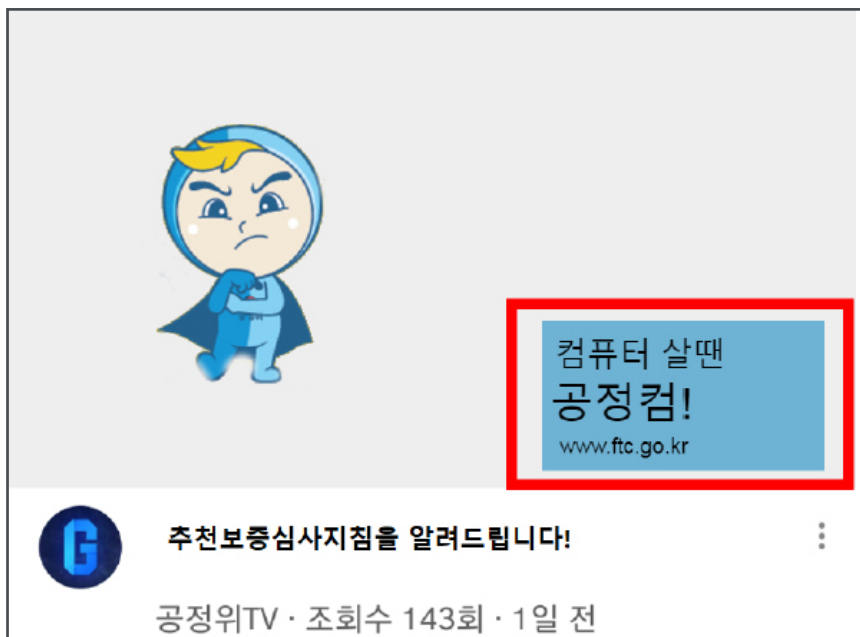 컴퓨터 살땐
공정컴!
www.ftc.go.kr
G
추천보증심사지침을 알려드립니다!
공정위TV · 조회수 143회 · 1일 전